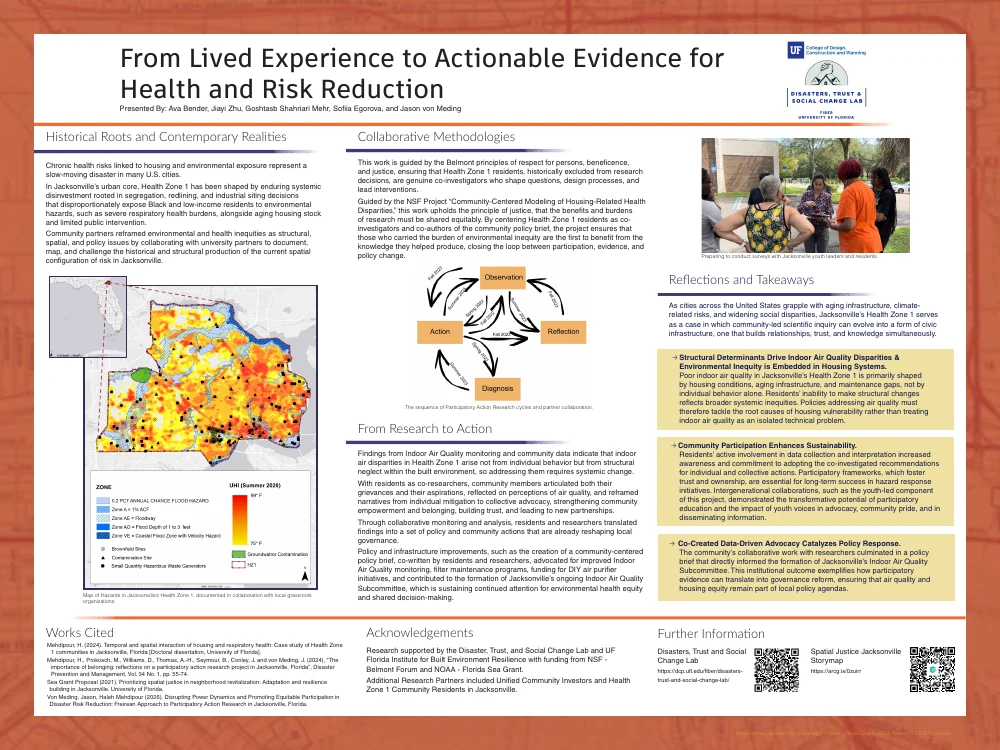 From Lived Experience to Actionable Evidence for
Health and Risk Reduction
Presented By: Ava Bender, Jiayi Zhu, Goshtasb Shahriari Mehr, Sofiia Egorova, and Jason von Meding
UF
College of Design,
Construction and Planning
DISASTERS, TRUST &
SOCIAL CHANGE LAB
FIBER
UNIVERSITY OF FLORIDA
Historical Roots and Contemporary Realities
Chronic health risks linked to housing and environmental exposure represent a
slow-moving disaster in many U.S. cities.
In Jacksonville's urban core, Health Zone 1 has been shaped by enduring systemic
disinvestment rooted in segregation, redlining, and industrial siting decisions
that disproportionately expose Black and low-income residents to environmental
hazards, such as severe respiratory health burdens, alongside aging housing stock
and limited public intervention.
Community partners reframed environmental and health inequities as structural,
spatial, and policy issues by collaborating with university partners to document,
map, and challenge the historical and structural production of the current spatial
configuration of risk in Jacksonville.
ZONE
0.2 PCT ANNUAL CHANGE FLOOD HAZARD
Zone A = 1% ACF
Zone AE = Floodway
Zone AO = Flood Depth of 1 to 3 feet
Zone VE = Coastal Flood Zone with Velocity Hazard
Brownfield Sites
Contamination Site
Small Quantity Hazardous Waste Generators
UHI (Summer 2020)
99° F
75° F
Groundwater Contamination
HZ1
N
Map of Hazards in Jacksonville's Health Zone 1, documented in collaboration with local grassroots
organizations.
Collaborative Methodologies
This work is guided by the Belmont principles of respect for persons, beneficence,
and justice, ensuring that Health Zone 1 residents, historically excluded from research
decisions, are genuine co-investigators who shape questions, design processes, and
lead interventions.
Guided by the NSF Project "Community-Centered Modeling of Housing-Related Health
Disparities," this work upholds the principle of justice, that the benefits and burdens
of research must be shared equitably. By centering Health Zone 1 residents as co-
investigators and co-authors of the community policy brief, the project ensures that
those who carried the burden of environmental inequity are the first to benefit from the
knowledge they helped produce, closing the loop between participation, evidence, and
policy change.
Observation
Action
Reflection
Diagnosis
Fall 2023
The sequence of Participatory Action Research cycles and partner collaboration.
From Research to Action
Findings from Indoor Air Quality monitoring and community data indicate that indoor
air disparities in Health Zone 1 arise not from individual behavior but from structural
neglect within the built environment, so addressing them requires systemic change.
With residents as co-researchers, community members articulated both their
grievances and their aspirations, reflected on perceptions of air quality, and reframed
narratives from individual mitigation to collective advocacy, strengthening community
empowerment and belonging, building trust, and leading to new partnerships.
Through collaborative monitoring and analysis, residents and researchers translated
findings into a set of policy and community actions that are already reshaping local
governance.
Policy and infrastructure improvements, such as the creation of a community-centered
policy brief, co-written by residents and researchers, advocated for improved Indoor
Air Quality monitoring, filter maintenance programs, funding for DIY air purifier
initiatives, and contributed to the formation of Jacksonville's ongoing Indoor Air Quality
Subcommittee, which is sustaining continued attention for environmental health equity
and shared decision-making.
Preparing to conduct surveys with Jacksonville youth leaders and residents.
Reflections and Takeaways
As cities across the United States grapple with aging infrastructure, climate-
related risks, and widening social disparities, Jacksonville's Health Zone 1 serves
as a case in which community-led scientific inquiry can evolve into a form of civic
infrastructure, one that builds relationships, trust, and knowledge simultaneously.
→ Structural Determinants Drive Indoor Air Quality Disparities &
Environmental Inequity is Embedded in Housing Systems.
Poor indoor air quality in Jacksonville's Health Zone 1 is primarily shaped
by housing conditions, aging infrastructure, and maintenance gaps, not by
individual behavior alone. Residents' inability to make structural changes
reflects broader systemic inequities. Policies addressing air quality must
therefore tackle the root causes of housing vulnerability rather than treating
indoor air quality as an isolated technical problem.
→ Community Participation Enhances Sustainability.
Residents' active involvement in data collection and interpretation increased
awareness and commitment to adopting the co-investigated recommendations
for individual and collective actions. Participatory frameworks, which foster
trust and ownership, are essential for long-term success in hazard response
initiatives. Intergenerational collaborations, such as the youth-led component
of this project, demonstrated the transformative potential of participatory
education and the impact of youth voices in advocacy, community pride, and in
disseminating information.
→ Co-Created Data-Driven Advocacy Catalyzes Policy Response.
The community's collaborative work with researchers culminated in a policy
brief that directly informed the formation of Jacksonville's Indoor Air Quality
Subcommittee. This institutional outcome exemplifies how participatory
evidence can translate into governance reform, ensuring that air quality and
housing equity remain part of local policy agendas.
Works Cited
Mehdipour, H. (2024). Temporal and spatial interaction of housing and respiratory health: Case study of Health Zone
1 communities in Jacksonville, Florida [Doctoral dissertation, University of Florida].
Mehdipour, H., Prokosch, M., Williams, D., Thomas, A.-H., Seymour, B., Conley, J. and von Meding, J. (2024), "The
importance of belonging: reflections on a participatory action research project in Jacksonville, Florida", Disaster
Prevention and Management, Vol. 34 No. 1, pp. 55-74.
Sea Grant Proposal (2021). Prioritizing spatial justice in neighborhood revitalization: Adaptation and resilience
building in Jacksonville. University of Florida.
Von Meding, Jason, Haleh Mehdipour (2026). Disrupting Power Dynamics and Promoting Equitable Participation in
Disaster Risk Reduction: Freirean Approach to Participatory Action Research in Jacksonville, Florida.
Acknowledgements
Research supported by the Disaster, Trust, and Social Change Lab and UF
Florida Institute for Built Environment Resilience with funding from NSF -
Belmont Forum and NOAA - Florida Sea Grant.
Additional Research Partners included Unified Community Investors and Health
Zone 1 Community Residents in Jacksonville.
Further Information
Disasters, Trust and Social
Change Lab
https://dcp.ufl.edu/fiber/disasters-
trust-and-social-change-lab/
Spatial Justice Jacksonville
Storymap
https://arcg.is/0zuirr